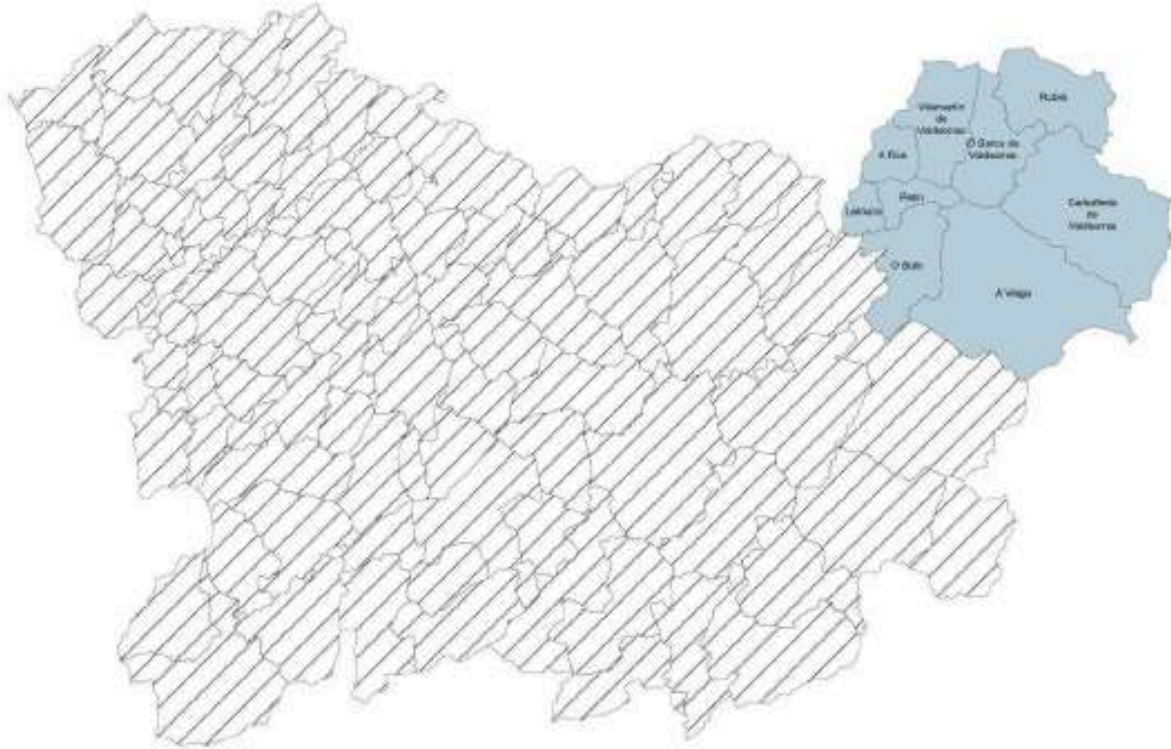 Rubiá
Vilamartín
de
Valdeorras
O Barco de
Valdeorras
A Rúa
Petín
Larouco
Carballeda
de
Valdeorras
O Bolo
A Veiga